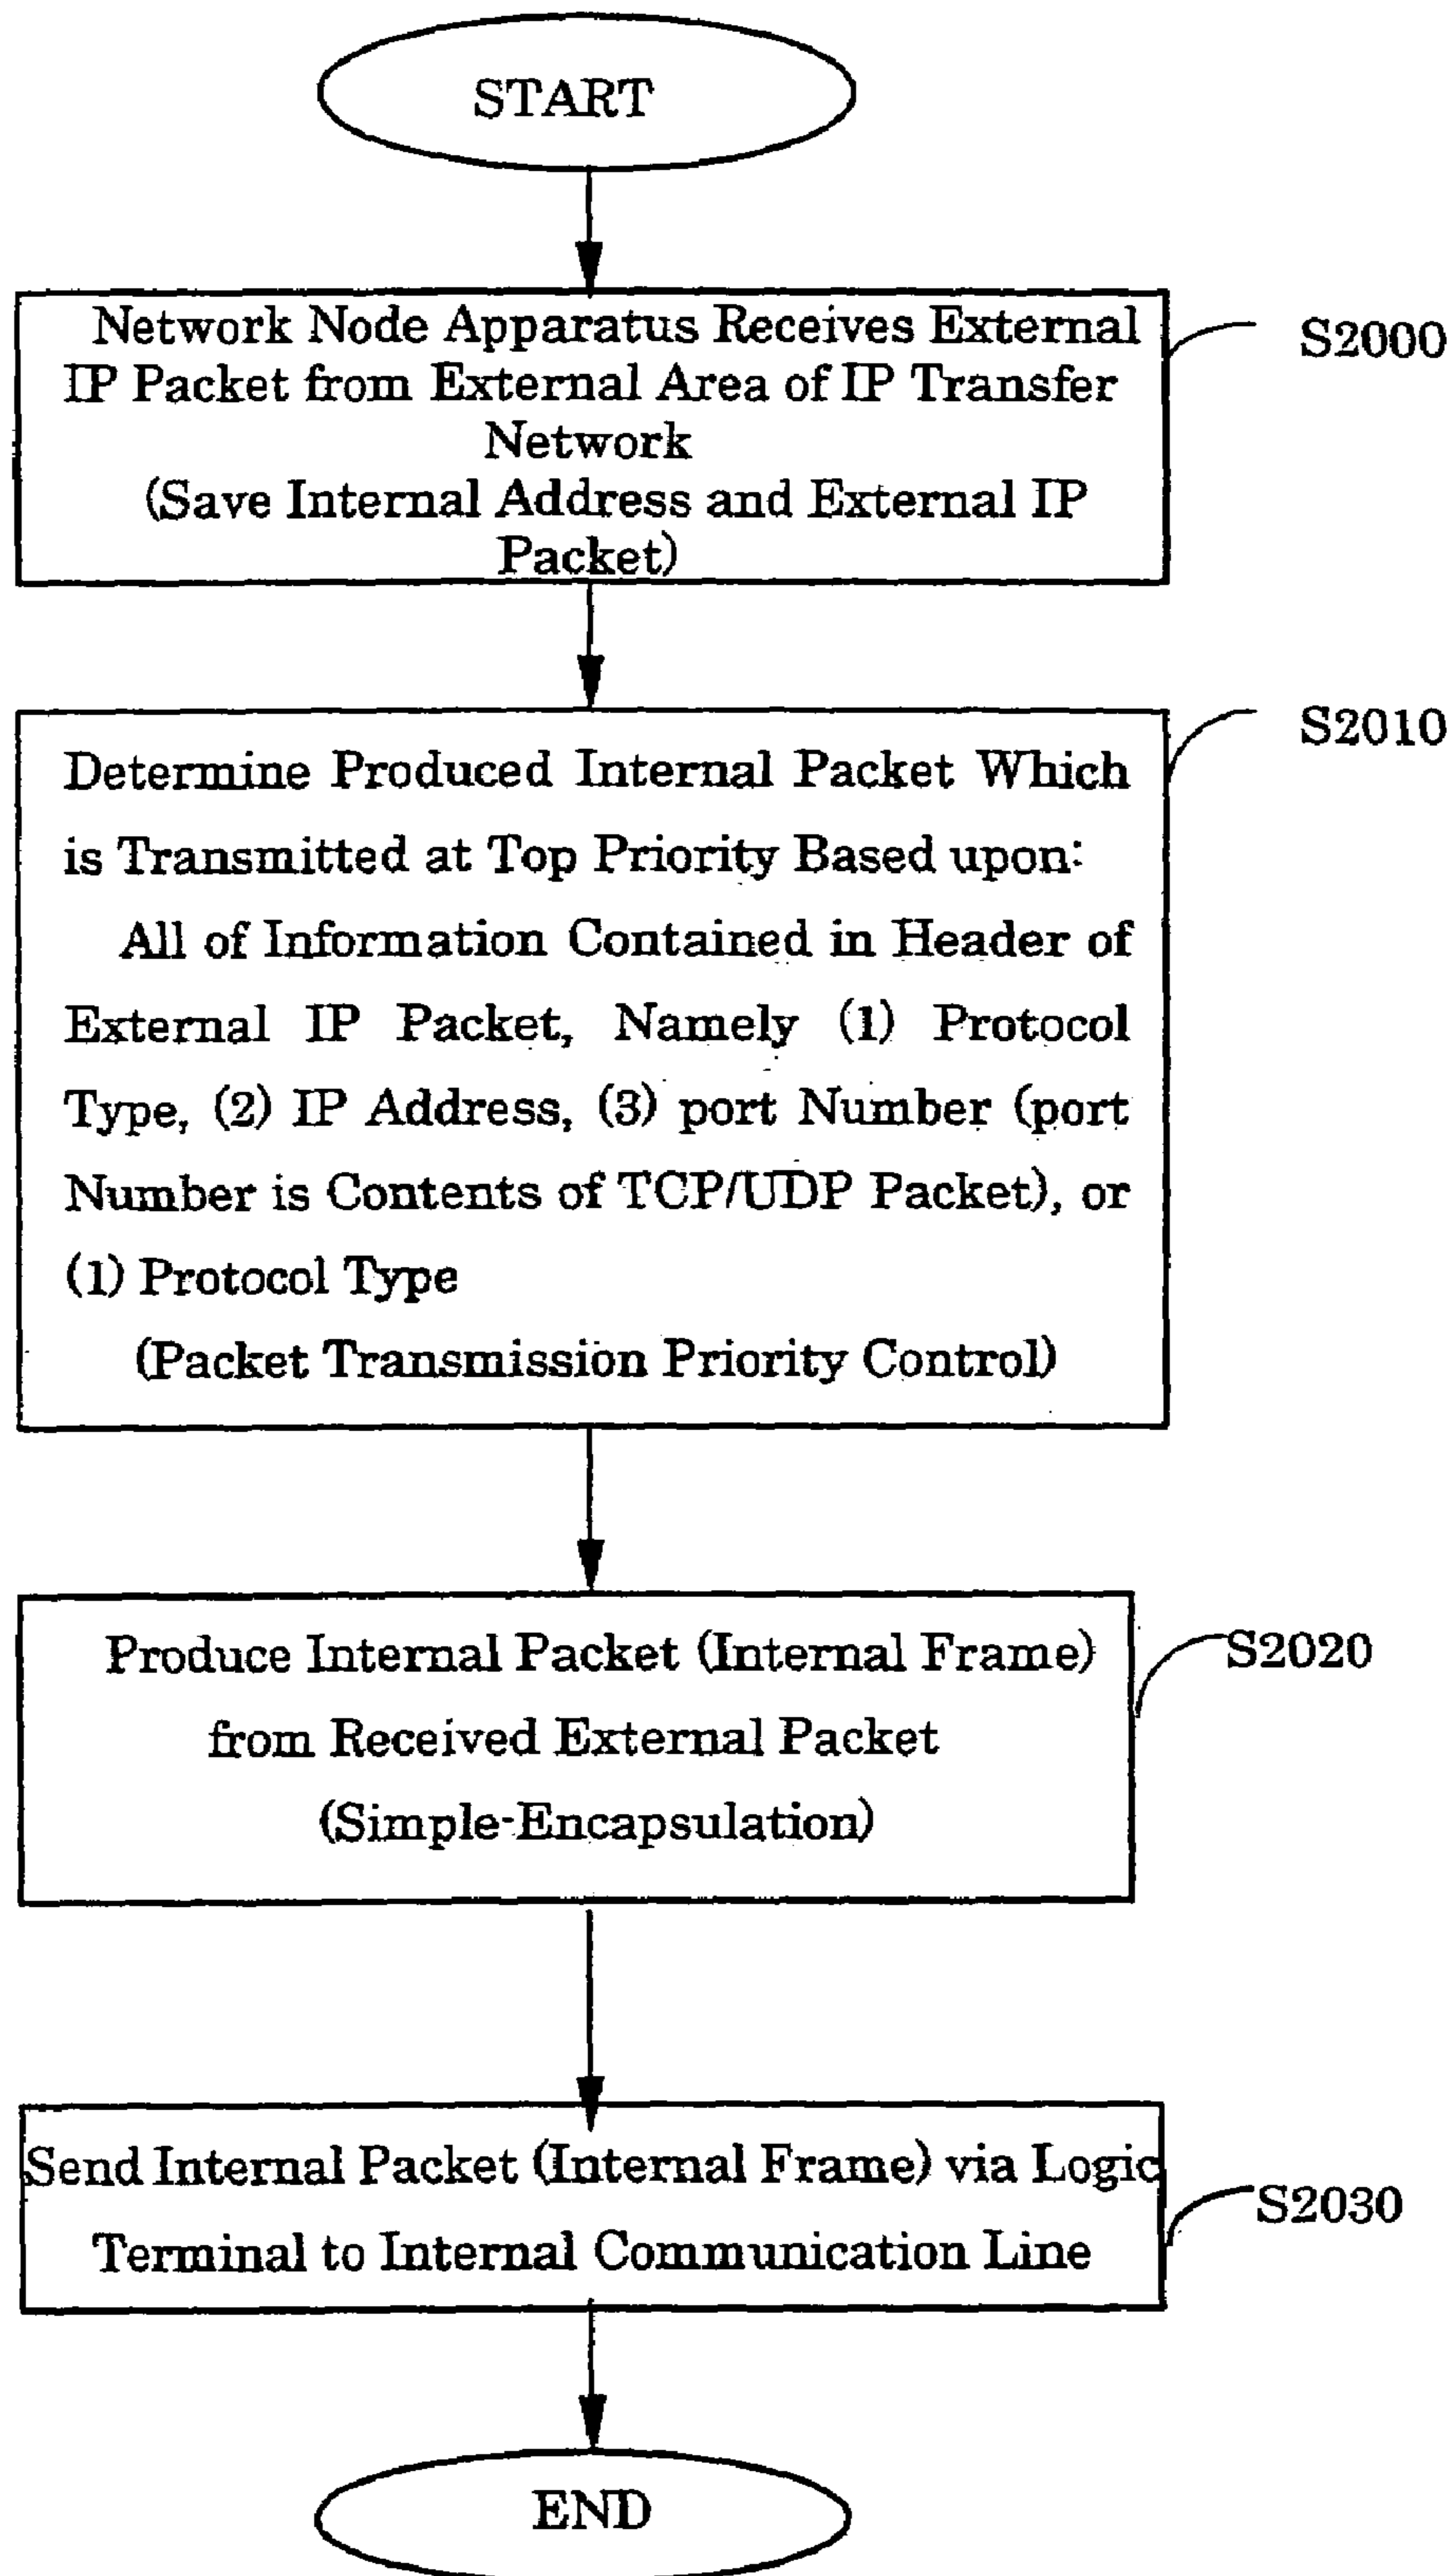 START
Network Node Apparatus Receives External
IP Packet from External Area of IP Transfer
Network
(Save Internal Address and External IP
Packet)
S2000
Determine Produced Internal Packet Which
is Transmitted at Top Priority Based upon:
All of Information Contained in Header of
External IP Packet, Namely (1) Protocol
Type, (2) IP Address, (3) port Number (port
Number is Contents of TCP/UDP Packet), or
(1) Protocol Type
(Packet Transmission Priority Control)
S2010
Produce Internal Packet (Internal Frame)
from Received External Packet
(Simple-Encapsulation)
S2020
Send Internal Packet (Internal Frame) via Logic
Terminal to Internal Communication Line
S2030
END